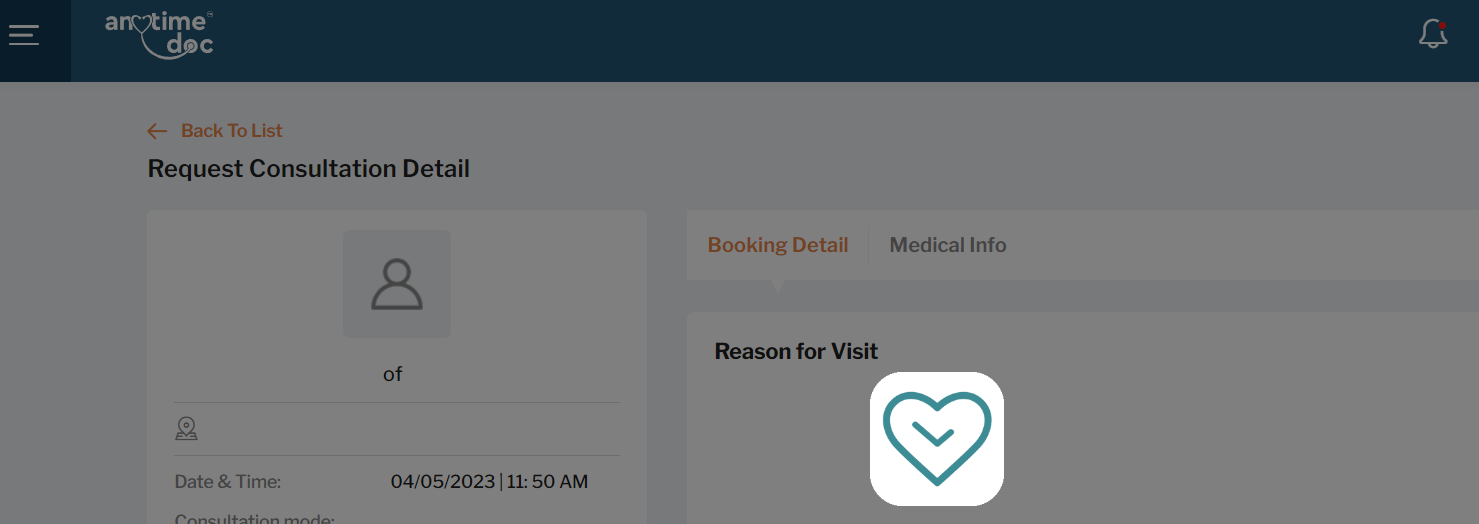 anytime
doc
Back To List
Request Consultation Detail
Booking Detail
Medical Info
Reason for Visit
of
Date & Time: 04/05/2023 | 11: 50 AM
Consultation mode: